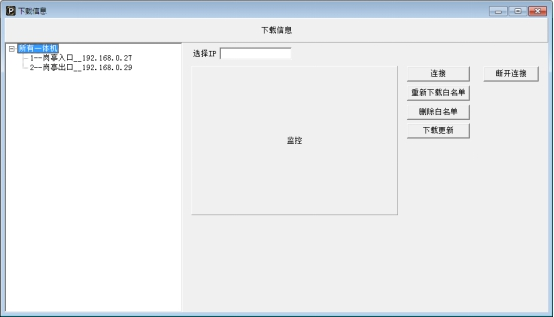 下载信息
下载信息
所有一体机
1--岗亭入口__192.168.0.27
2--岗亭出口__192.168.0.29
选择IP
监控
连接
断开连接
重新下载白名单
删除白名单
下载更新